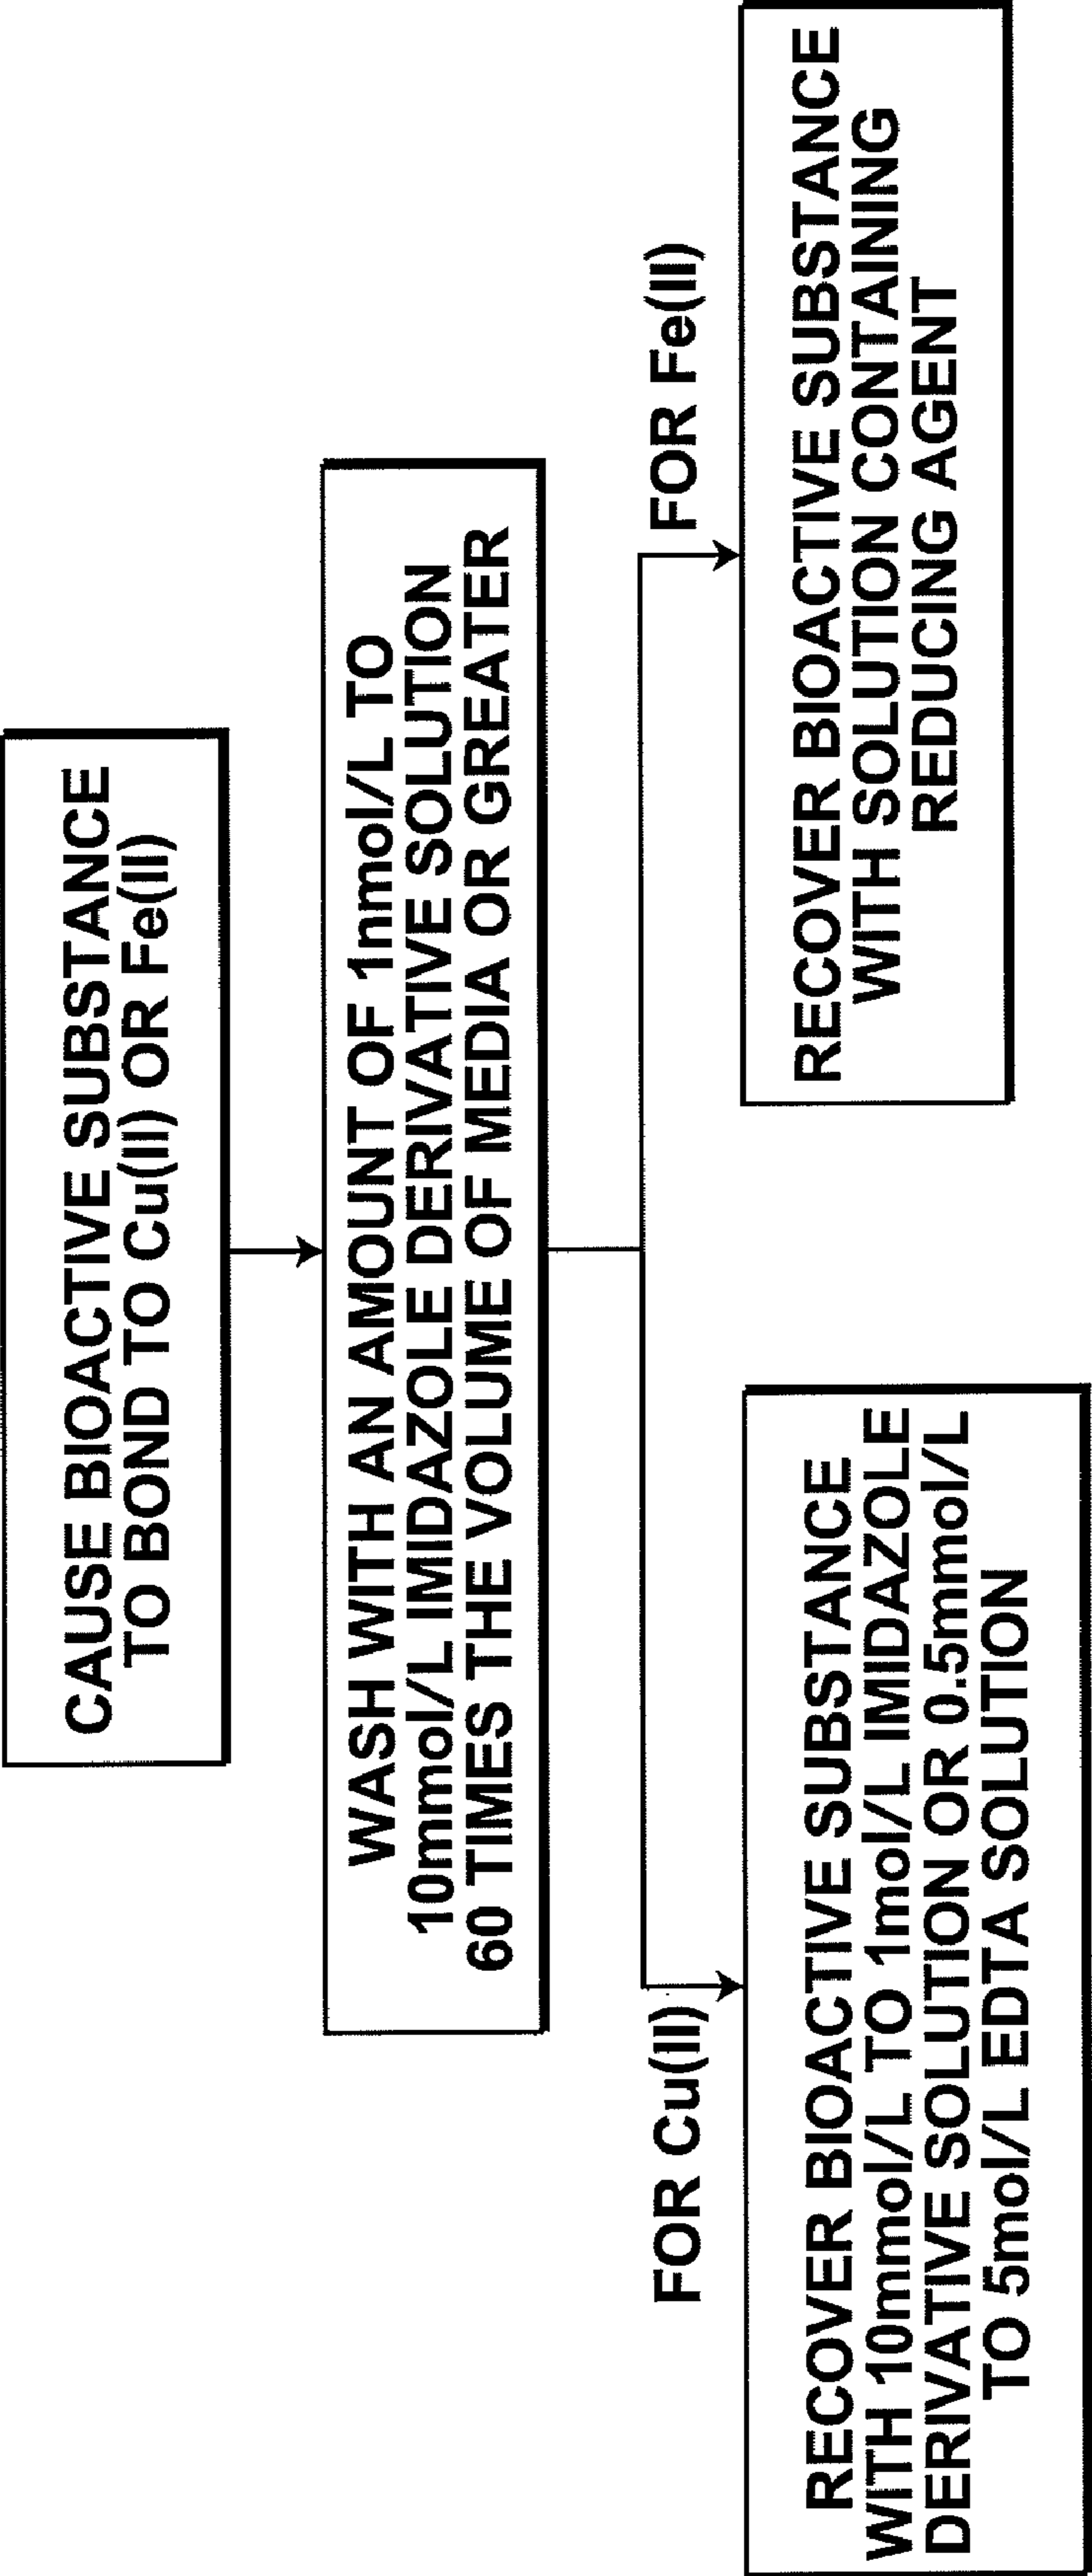 CAUSE BIOACTIVE SUBSTANCE
TO BOND TO Cu(II) OR Fe(II)
WASH WITH AN AMOUNT OF 1nmol/L TO
10mmol/L IMIDAZOLE DERIVATIVE SOLUTION
60 TIMES THE VOLUME OF MEDIA OR GREATER
FOR Cu(II)
FOR Fe(II)
RECOVER BIOACTIVE SUBSTANCE
WITH 10mmol/L TO 1mol/L IMIDAZOLE
DERIVATIVE SOLUTION OR 0.5mmol/L
TO 5mol/L EDTA SOLUTION
RECOVER BIOACTIVE SUBSTANCE
WITH SOLUTION CONTAINING
REDUCING AGENT